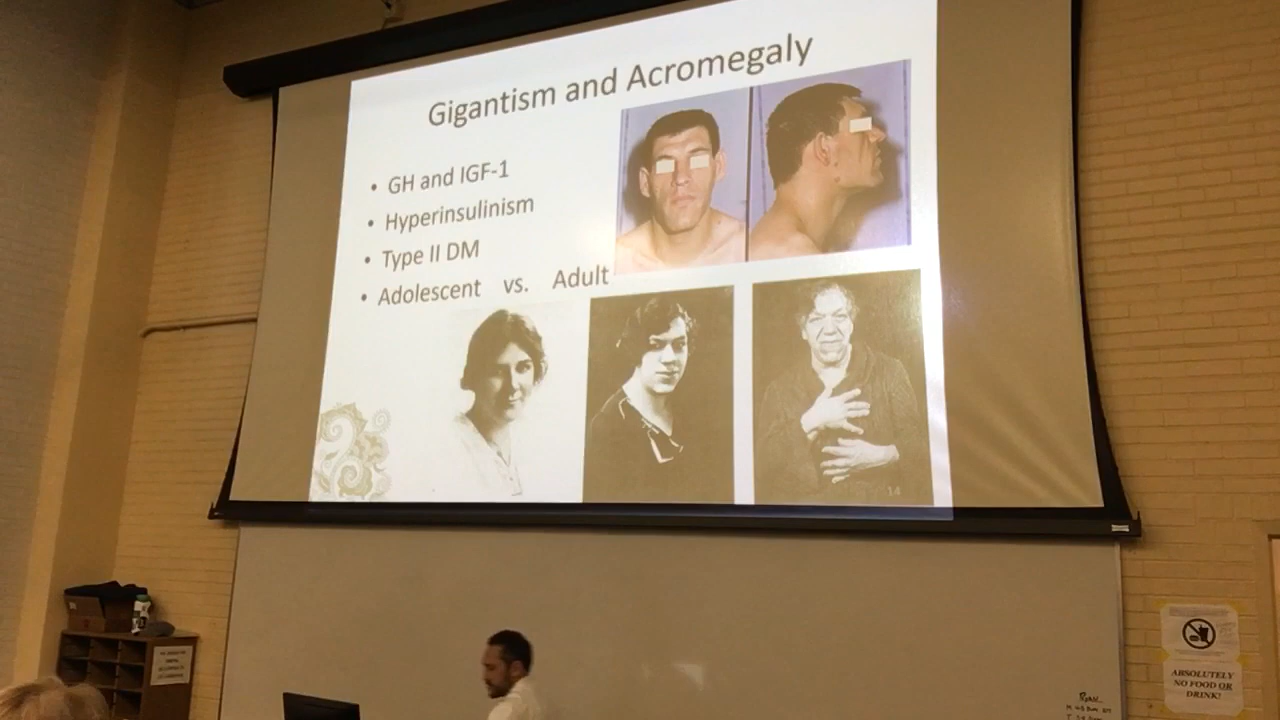 Gigantism and Acromegaly
• GH and IGF-1
• Hyperinsulinism
• Type II DM
• Adolescent vs. Adult
14
ABSOLUTELY
NO FOOD OR
DRINK!